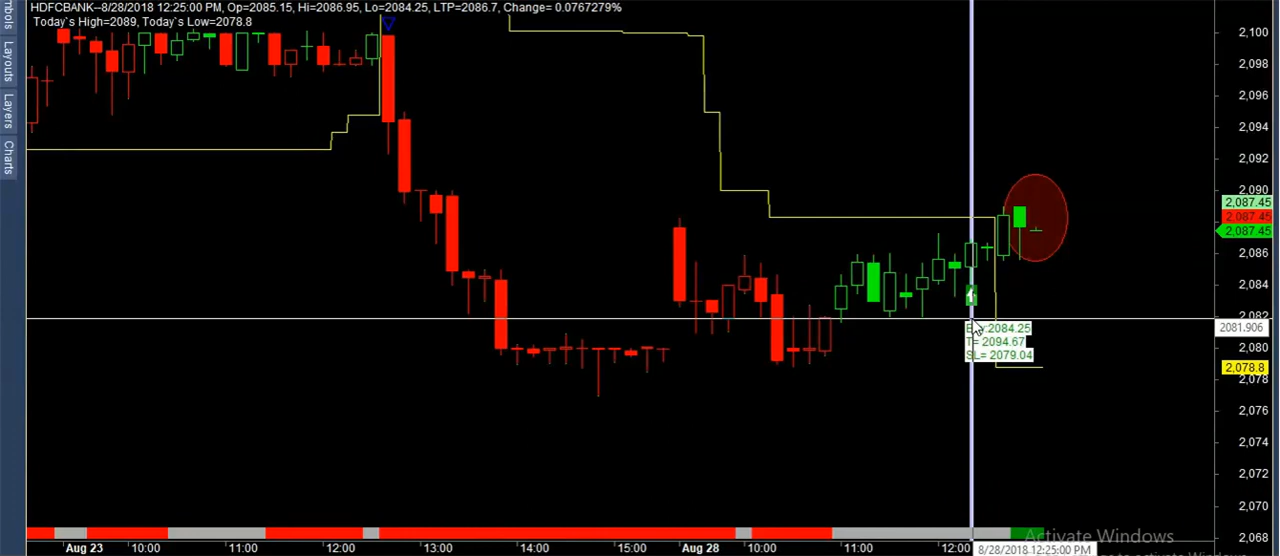 HDFCBANK--8/28/2018 12:25:00 PM, Op=2085.15, Hi=2086.95, Lo=2084.25, LTP=2086.7, Change= 0.0767279%
Today`s High=2089, Today`s Low=2078.8
Layouts
Layers
Charts
2,100
2,098
2,096
2,094
2,092
2,090
2,087.45
2,087.45
2,087.45
2,086
2,084
2,082
2081.906
2,080
2,078.8
2,078
2,076
2,074
2,072
2,070
2,068
:2084.25
T= 2094.67
SL= 2079.04
Aug 23
10:00
11:00
12:00
13:00
14:00
15:00
Aug 28
10:00
11:00
12:00
8/28/2018 12:25:00 PM
Activate Windows